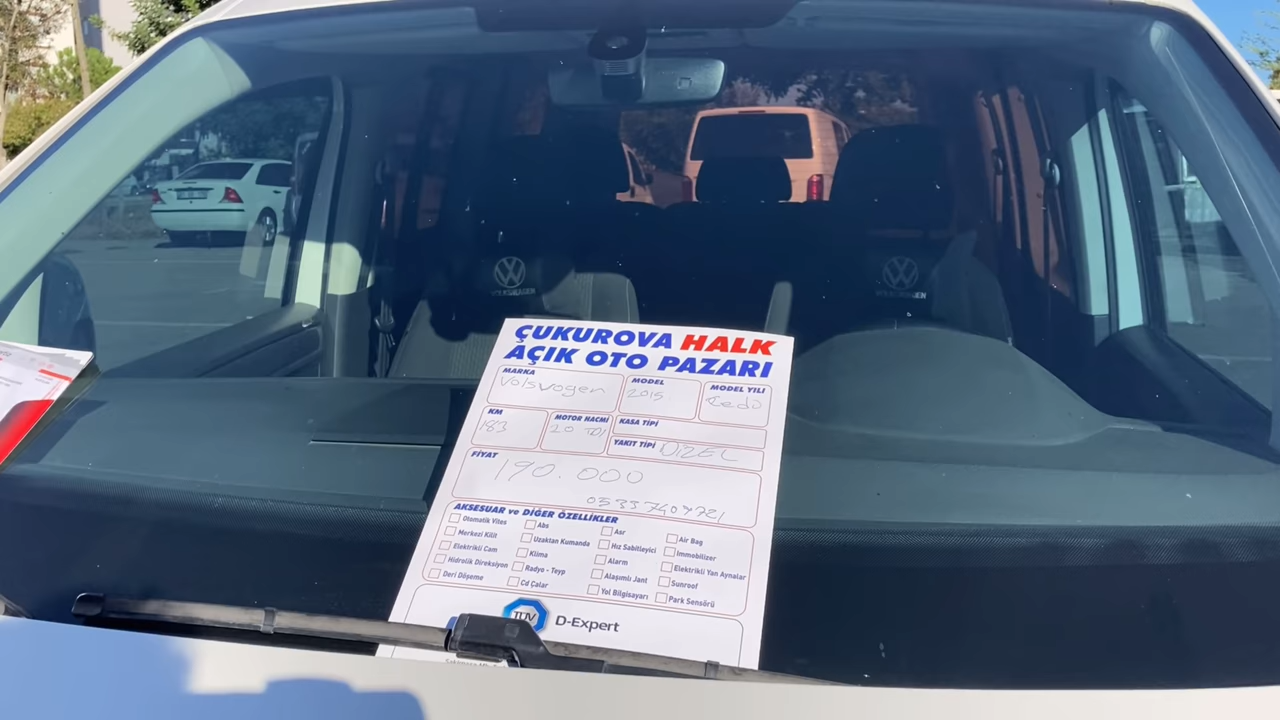 ÇUKUROVA HALK
AÇIK OTO PAZARI
MARKA
Volsvogen
MODEL
2015
MODEL YILI
KM
183
MOTOR HACMİ
2.0 TDI
KASA TİPİ
YAKIT TİPİ DIZEL
FİYAT
190.000
AKSESUAR ve DİĞER ÖZELLİKLER
Otomatik Vites
Abs
Asr
Air Bag
Merkezi Kilit
Uzaktan Kumanda
Hız Sabitleyici
Immobilizer
Elektrikli Cam
Klima
Alarm
Elektrikli Yan Aynalar
Hidrolik Direksiyon
Radyo - Teyp
Alaşımlı Jant
Sunroof
Deri Döşeme
Cd Çalar
Yol Bilgisayarı
Park Sensörü
TÜV
D-Expert